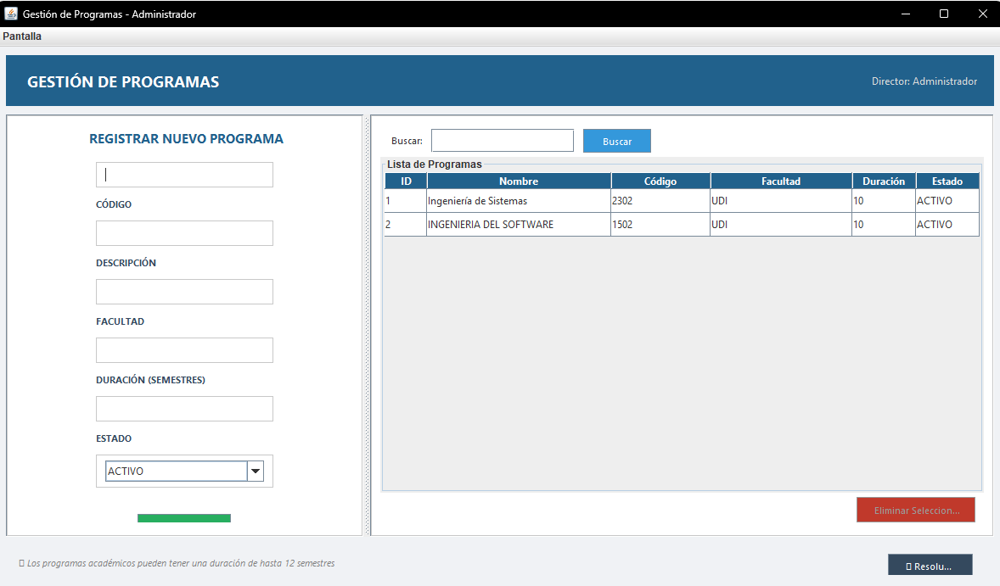 Gestión de Programas - Administrador
Pantalla
GESTIÓN DE PROGRAMAS
Director: Administrador
REGISTRAR NUEVO PROGRAMA
CÓDIGO
DESCRIPCIÓN
FACULTAD
DURACIÓN (SEMESTRES)
ESTADO
ACTIVO
Buscar:
Buscar
Lista de Programas
ID Nombre Código Facultad Duración Estado
1 Ingeniería de Sistemas 2302 UDI 10 ACTIVO
2 INGENIERIA DEL SOFTWARE 1502 UDI 10 ACTIVO
Eliminar Seleccion...
Los programas académicos pueden tener una duración de hasta 12 semestres
Resolu...